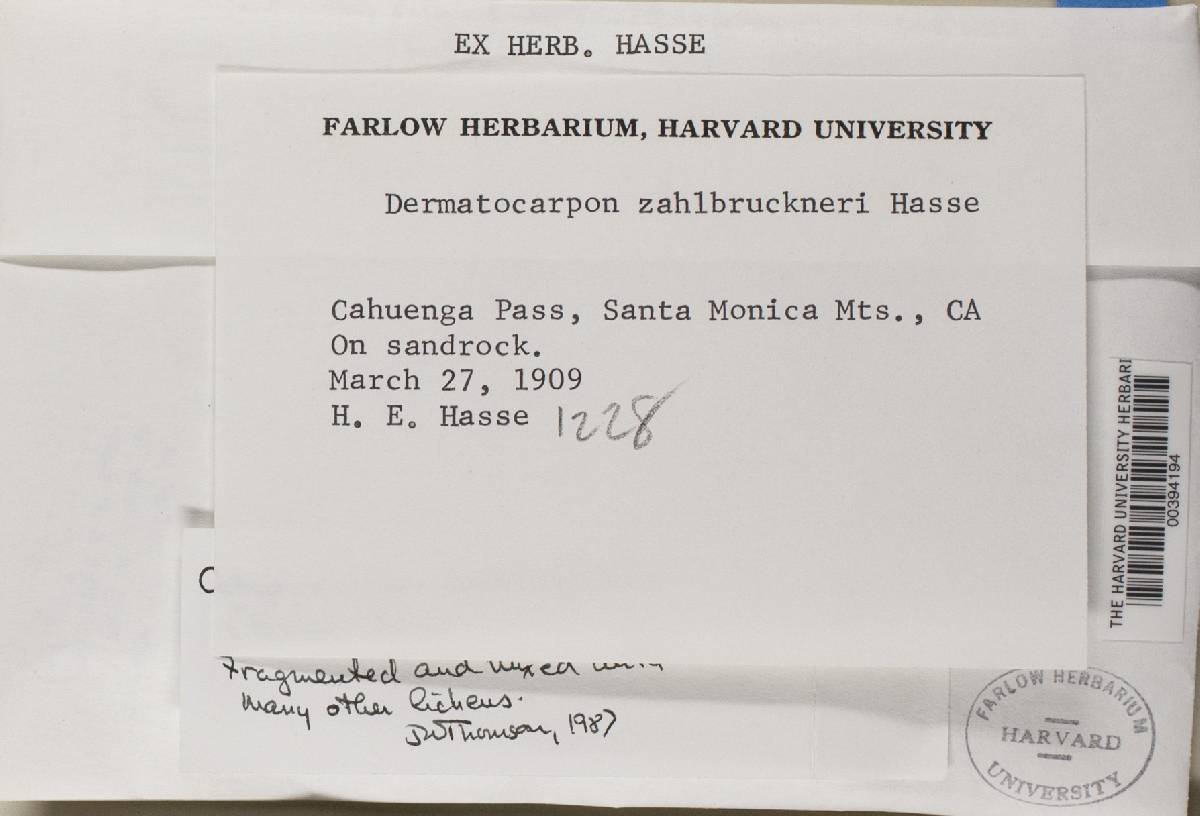 EX HERB. HASSE
FARLOW HERBARIUM, HARVARD UNIVERSITY
Dermatocarpon zahlbruckneri Hasse
Cahuenga Pass, Santa Monica Mts., CA
On sandrock.
March 27, 1909
H. E. Hasse 1228
C
Fragmented and mixed with
many other lichens.
JWThomson, 1987
THE HARVARD UNIVERSITY HERBARI
00394194
FARLOW HERBARIUM
HARVARD
UNIVERSITY